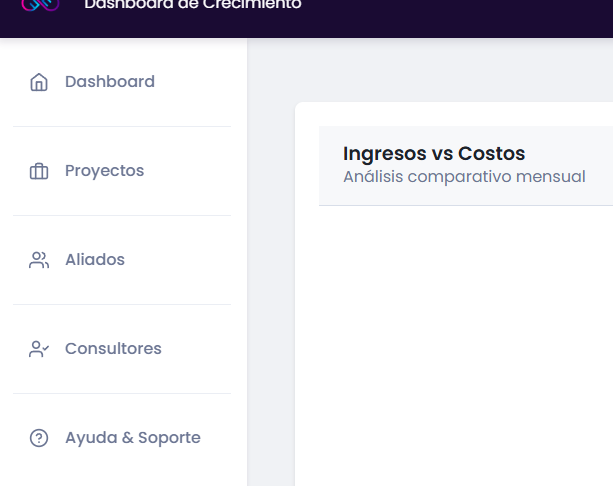 Dashboard de Crecimiento
Dashboard
Proyectos
Aliados
Consultores
Ayuda & Soporte
Ingresos vs Costos
Análisis comparativo mensual